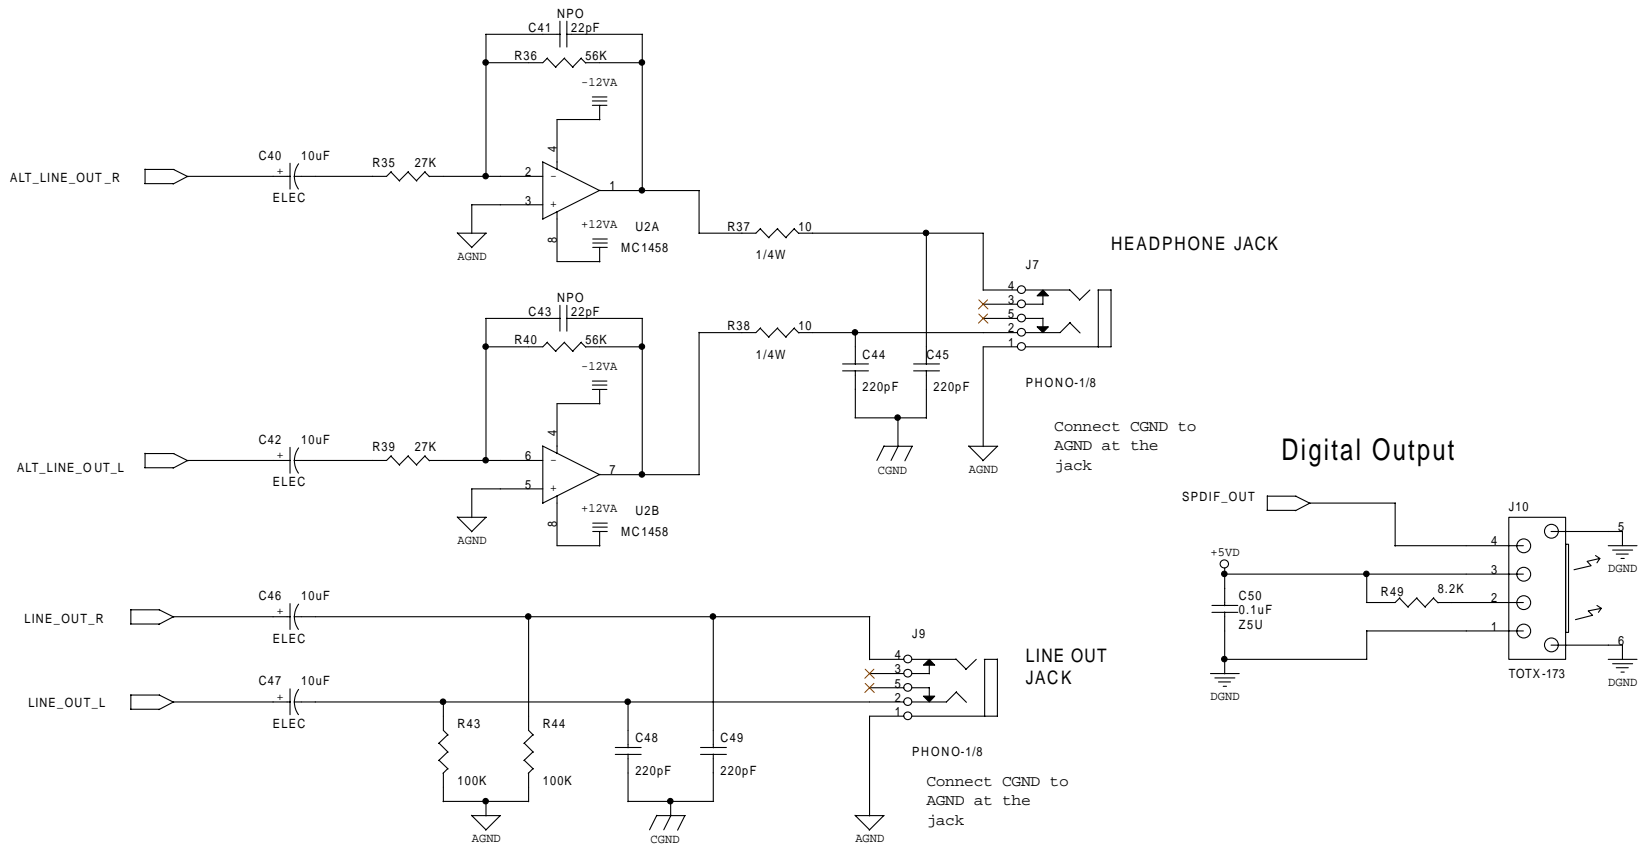 NPO
C41 22pF
R36 56K
-12VA
4
C40 10uF
+
ELEC
R35 27K
ALT_LINE_OUT_R
2 -
3 +
1
AGND
8
+12VA
U2A
MC1458
R37 10
1/4W
HEADPHONE JACK
J7
4
3
5
2
1
PHONO-1/8
NPO
C43 22pF
R40 56K
-12VA
4
R38 10
1/4W
C44
220pF
C45
220pF
CGND
AGND
Connect CGND to
AGND at the
jack
C42 10uF
+
ELEC
R39 27K
ALT_LINE_OUT_L
6 -
5 +
7
AGND
8
+12VA
U2B
MC1458
Digital Output
SPDIF_OUT
J10
4
3
2
1
5
DGND
6
DGND
+5VD
C50
0.1uF
Z5U
DGND
R49 8.2K
TOTX-173
LINE_OUT_R
C46 10uF
+
ELEC
LINE_OUT_L
C47 10uF
+
ELEC
R43
100K
R44
100K
AGND
C48
220pF
C49
220pF
CGND
J9
4
3
5
2
1
LINE OUT
JACK
PHONO-1/8
AGND
Connect CGND to
AGND at the
jack